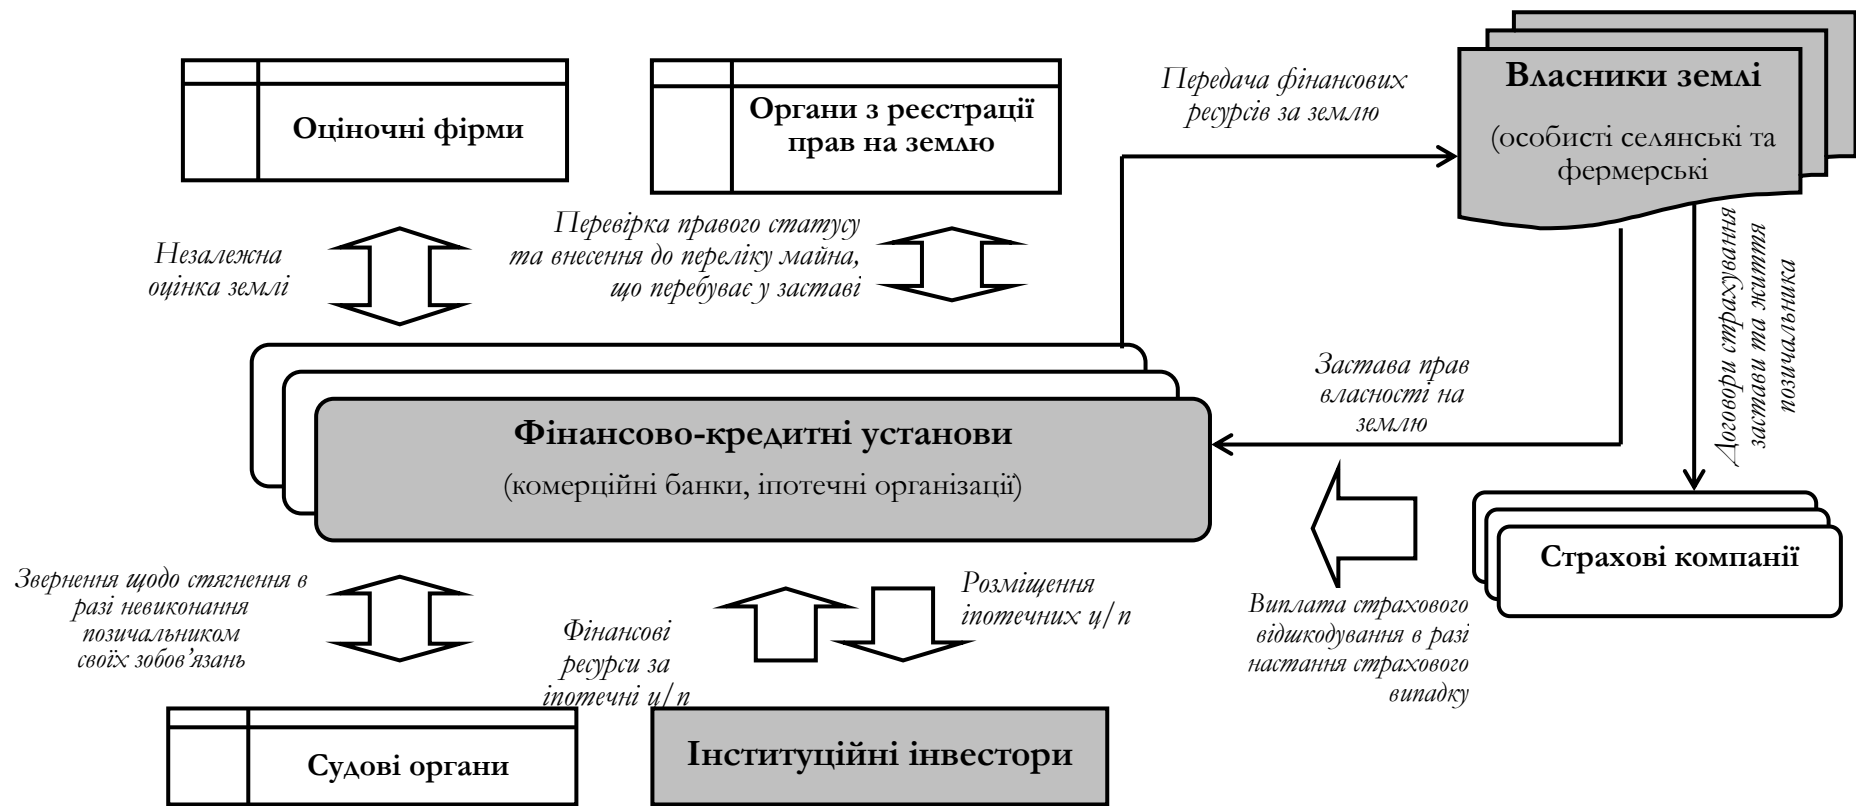 Оціночні фірми
Органи з реєстрації
прав на землю
Передача фінансових
ресурсів за землю
Власники землі
(особисті селянські та
фермерські
Незалежна
оцінка землі
Перевірка правого статусу
та внесення до переліку майна,
що перебуває у заставі
Договори страхування
застави та життя
позичальника
Застава прав
власності на
землю
Фінансово-кредитні установи
(комерційні банки, іпотечні організації)
Страхові компанії
Звернення щодо стягнення в
разі невиконання
позичальником
своїх зобов’язань
Фінансові
ресурси за
іпотечні ц/п
Розміщення
іпотечних ц/п
Виплата страхового
відшкодування в разі
настання страхового
випадку
Судові органи
Інституційні інвестори